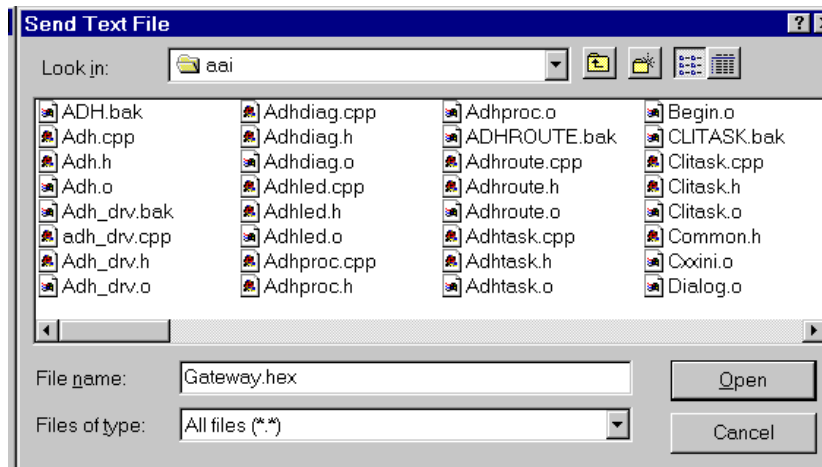 Send Text File
Look in: aai
ADH.bak Adhdiag.cpp Adhproc.o Begin.o
Adh.cpp Adhdiag.h ADHROUTE.bak CLITASK.bak
Adh.h Adhdiag.o Adhroute.cpp Clitask.cpp
Adh.o Adhled.cpp Adhroute.h Clitask.h
Adh_drv.bak Adhled.h Adhroute.o Clitask.o
adh_drv.cpp Adhled.o Adhtask.cpp Common.h
Adh_drv.h Adhproc.cpp Adhtask.h Cxxini.o
Adh_drv.o Adhproc.h Adhtask.o Dialog.o
File name: Gateway.hex Open
Files of type: All files (*.*) Cancel